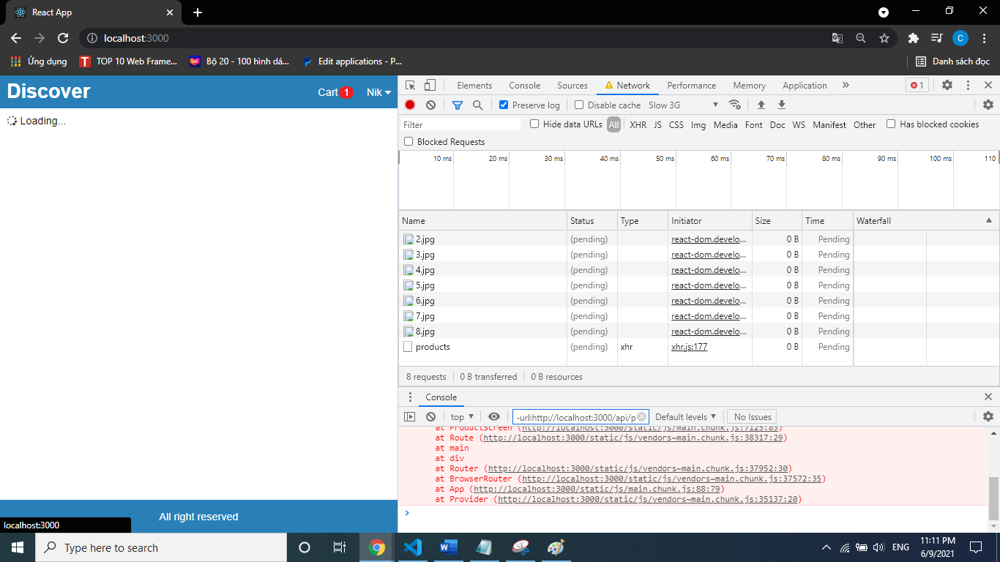 React App
localhost:3000
Ứng dụng TOP 10 Web Frame... Bộ 20 - 100 hình dá... Edit applications - P... Danh sách đọc
C
Discover
Cart 1 Nik
Loading...
All right reserved
localhost:3000
Elements Console Sources Network Performance Memory Application 1
Preserve log Disable cache Slow 3G
Filter Hide data URLs All XHR JS CSS Img Media Font Doc WS Manifest Other Has blocked cookies
Blocked Requests
10 ms 20 ms 30 ms 40 ms 50 ms 60 ms 70 ms 80 ms 90 ms 100 ms 110
Name Status Type Initiator Size Time Waterfall
2.jpg (pending) react-dom.develo... 0 B Pending
3.jpg (pending) react-dom.develo... 0 B Pending
4.jpg (pending) react-dom.develo... 0 B Pending
5.jpg (pending) react-dom.develo... 0 B Pending
6.jpg (pending) react-dom.develo... 0 B Pending
7.jpg (pending) react-dom.develo... 0 B Pending
8.jpg (pending) react-dom.develo... 0 B Pending
products (pending) xhr xhr.js:177 0 B Pending
8 requests 0 B transferred 0 B resources
Console
top -url:http://localhost:3000/api/p Default levels No Issues
at ProductScreen (http://localhost:3000/static/js/main.chunk.js:7125:85)
at Route (http://localhost:3000/static/js/vendors~main.chunk.js:38317:29)
at main
at div
at Router (http://localhost:3000/static/js/vendors~main.chunk.js:37952:30)
at BrowserRouter (http://localhost:3000/static/js/vendors~main.chunk.js:37572:35)
at App (http://localhost:3000/static/js/main.chunk.js:88:79)
at Provider (http://localhost:3000/static/js/vendors~main.chunk.js:35137:20)
Type here to search
ENG
11:11 PM
6/9/2021